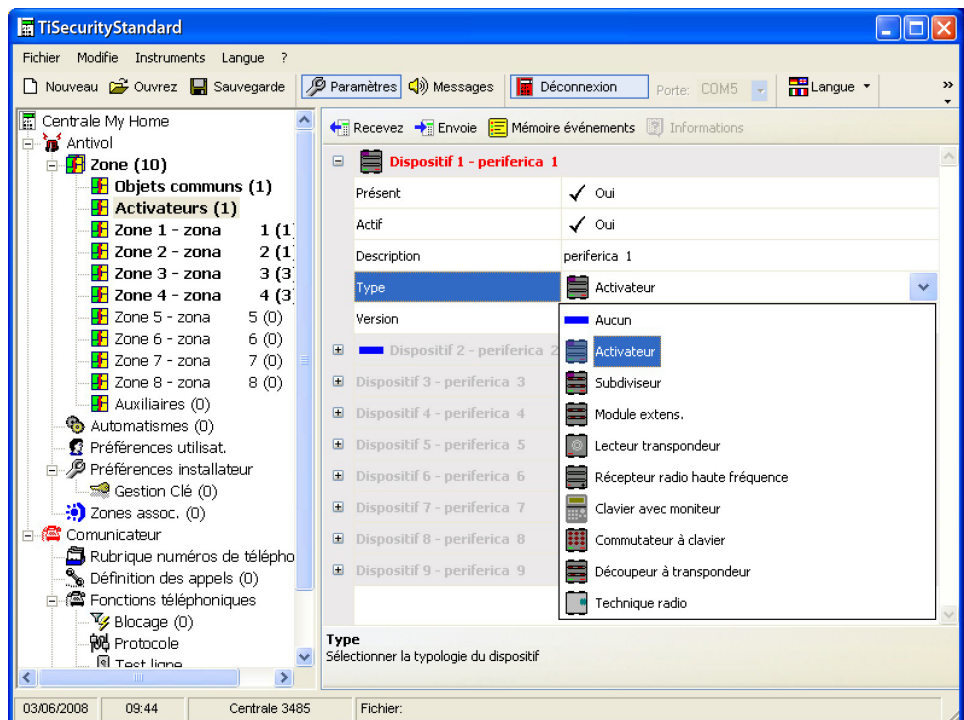 TiSecurityStandard
Fichier Modifie Instruments Langue ?
Nouveau Ouvrez Sauvegarde Paramètres Messages Déconnexion Porte: COM5 Langue »
Centrale My Home
Antivol
Zone (10)
Objets communs (1)
Activateurs (1)
Zone 1 - zona 1 (1
Zone 2 - zona 2 (1
Zone 3 - zona 3 (3
Zone 4 - zona 4 (3
Zone 5 - zona 5 (0)
Zone 6 - zona 6 (0)
Zone 7 - zona 7 (0)
Zone 8 - zona 8 (0)
Auxiliaires (0)
Automatismes (0)
Préférences utilisat.
Préférences installateur
Gestion Clé (0)
Zones assoc. (0)
Comunicateur
Rubrique numéros de télépho
Définition des appels (0)
Fonctions téléphoniques
Blocage (0)
Protocole
Test ligne
Recevez Envoie Mémoire événements Informations
Dispositif 1 - periferica 1
Présent Oui
Actif Oui
Description periferica 1
Type Activateur
Version
Dispositif 2 - periferica 2
Dispositif 3 - periferica 3
Dispositif 4 - periferica 4
Dispositif 5 - periferica 5
Dispositif 6 - periferica 6
Dispositif 7 - periferica 7
Dispositif 8 - periferica 8
Dispositif 9 - periferica 9
Aucun
Activateur
Subdiviseur
Module extens.
Lecteur transpondeur
Récepteur radio haute fréquence
Clavier avec moniteur
Commutateur à clavier
Découpeur à transpondeur
Technique radio
Type
Sélectionner la typologie du dispositif
03/06/2008 09:44 Centrale 3485 Fichier: